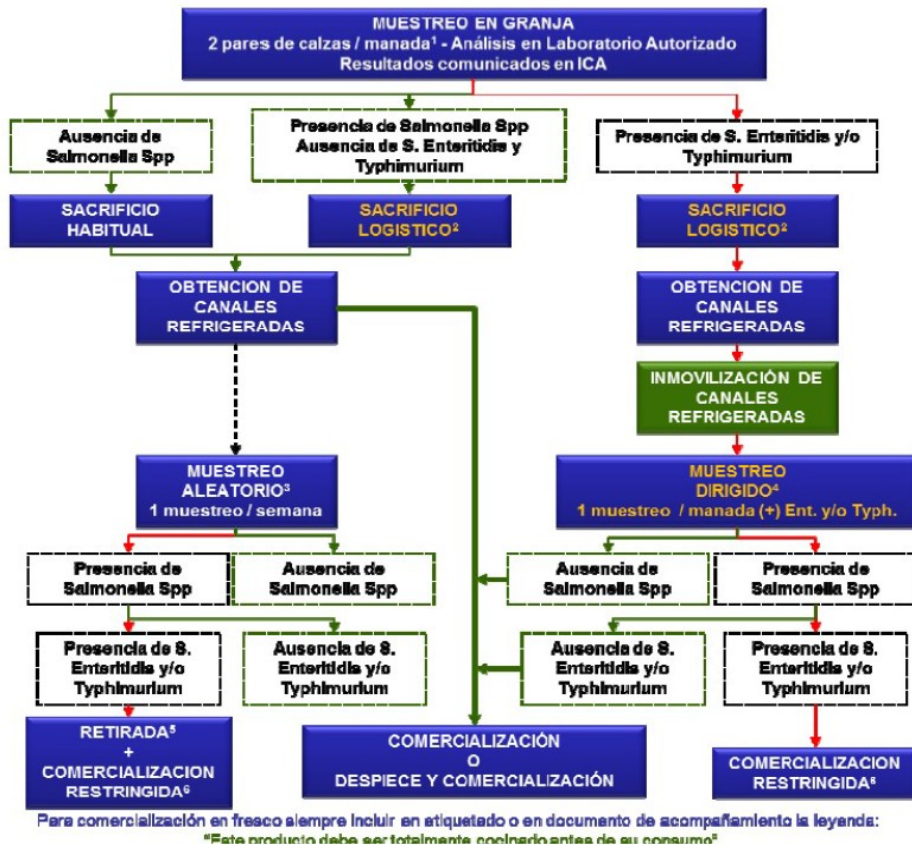 MUESTREO EN GRANJA
2 pares de calzas / manada¹ - Análisis en Laboratorio Autorizado
Resultados comunicados en ICA
Ausencia de
Salmonella Spp
Presencia de Salmonella Spp
Ausencia de S. Enteritidis y
Typhimurium
Presencia de S. Enteritidis y/o
Typhimurium
SACRIFICIO
HABITUAL
SACRIFICIO
LOGISTICO²
SACRIFICIO
LOGISTICO²
OBTENCION DE
CANALES
REFRIGERADAS
OBTENCION DE
CANALES
REFRIGERADAS
INMOVILIZACIÓN DE
CANALES
REFRIGERADAS
MUESTREO
ALEATORIO³
1 muestreo / semana
MUESTREO
DIRIGIDO⁴
1 muestreo / manada (+) Ent. y/o Typh.
Presencia de
Salmonella Spp
Ausencia de
Salmonella Spp
Ausencia de
Salmonella Spp
Presencia de
Salmonella Spp
Presencia de S.
Enteritidis y/o
Typhimurium
Ausencia de S.
Enteritidis y/o
Typhimurium
Ausencia de S.
Enteritidis y/o
Typhimurium
Presencia de S.
Enteritidis y/o
Typhimurium
RETIRADA⁵
+
COMERCIALIZACION
RESTRINGIDA⁶
COMERCIALIZACIÓN
O
DESPIECE Y COMERCIALIZACIÓN
COMERCIALIZACION
RESTRINGIDA⁶
Para comercialización en fresco siempre incluir en etiquetado o en documento de acompañamiento la leyenda:
"Este producto debe ser totalmente cocinado antes de su consumo"